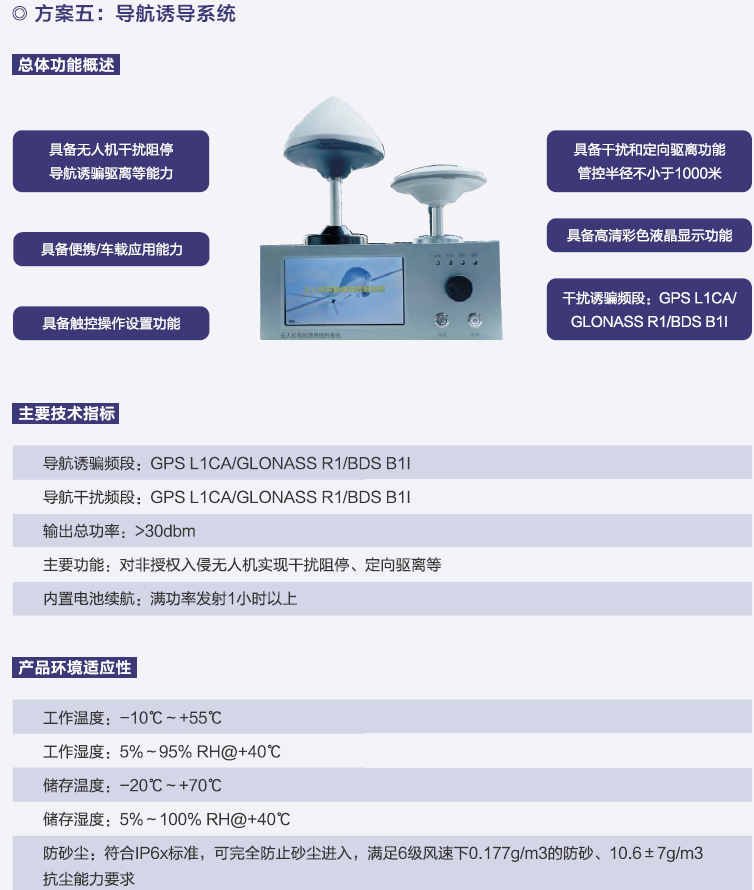 ◎ 方案五：导航诱导系统
总体功能概述
具备无人机干扰阻停
导航诱骗驱离等能力
具备便携/车载应用能力
具备触控操作设置功能
具备干扰和定向驱离功能
管控半径不小于1000米
具备高清彩色液晶显示功能
干扰诱骗频段：GPS L1CA/
GLONASS R1/BDS B1I
主要技术指标
导航诱骗频段：GPS L1CA/GLONASS R1/BDS B1I
导航干扰频段：GPS L1CA/GLONASS R1/BDS B1I
输出总功率：>30dbm
主要功能：对非授权入侵无人机实现干扰阻停、定向驱离等
内置电池续航：满功率发射1小时以上
产品环境适应性
工作温度：-10℃～+55℃
工作湿度：5%～95% RH@+40℃
储存温度：-20℃～+70℃
储存湿度：5%～100% RH@+40℃
防砂尘：符合IP6x标准，可完全防止砂尘进入，满足6级风速下0.177g/m3的防砂、10.6±7g/m3
抗尘能力要求